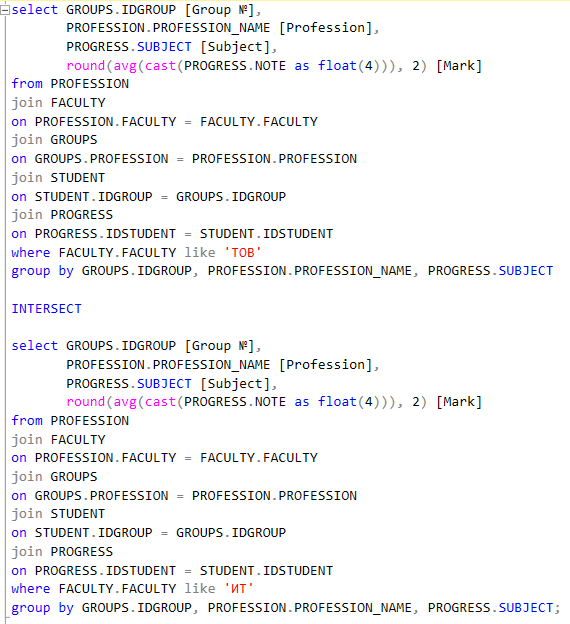 select GROUPS.IDGROUP [Group №],
PROFESSION.PROFESSION_NAME [Profession],
PROGRESS.SUBJECT [Subject],
round(avg(cast(PROGRESS.NOTE as float(4))), 2) [Mark]
from PROFESSION
join FACULTY
on PROFESSION.FACULTY = FACULTY.FACULTY
join GROUPS
on GROUPS.PROFESSION = PROFESSION.PROFESSION
join STUDENT
on STUDENT.IDGROUP = GROUPS.IDGROUP
join PROGRESS
on PROGRESS.IDSTUDENT = STUDENT.IDSTUDENT
where FACULTY.FACULTY like 'ТОВ'
group by GROUPS.IDGROUP, PROFESSION.PROFESSION_NAME, PROGRESS.SUBJECT
INTERSECT
select GROUPS.IDGROUP [Group №],
PROFESSION.PROFESSION_NAME [Profession],
PROGRESS.SUBJECT [Subject],
round(avg(cast(PROGRESS.NOTE as float(4))), 2) [Mark]
from PROFESSION
join FACULTY
on PROFESSION.FACULTY = FACULTY.FACULTY
join GROUPS
on GROUPS.PROFESSION = PROFESSION.PROFESSION
join STUDENT
on STUDENT.IDGROUP = GROUPS.IDGROUP
join PROGRESS
on PROGRESS.IDSTUDENT = STUDENT.IDSTUDENT
where FACULTY.FACULTY like 'ИТ'
group by GROUPS.IDGROUP, PROFESSION.PROFESSION_NAME, PROGRESS.SUBJECT;